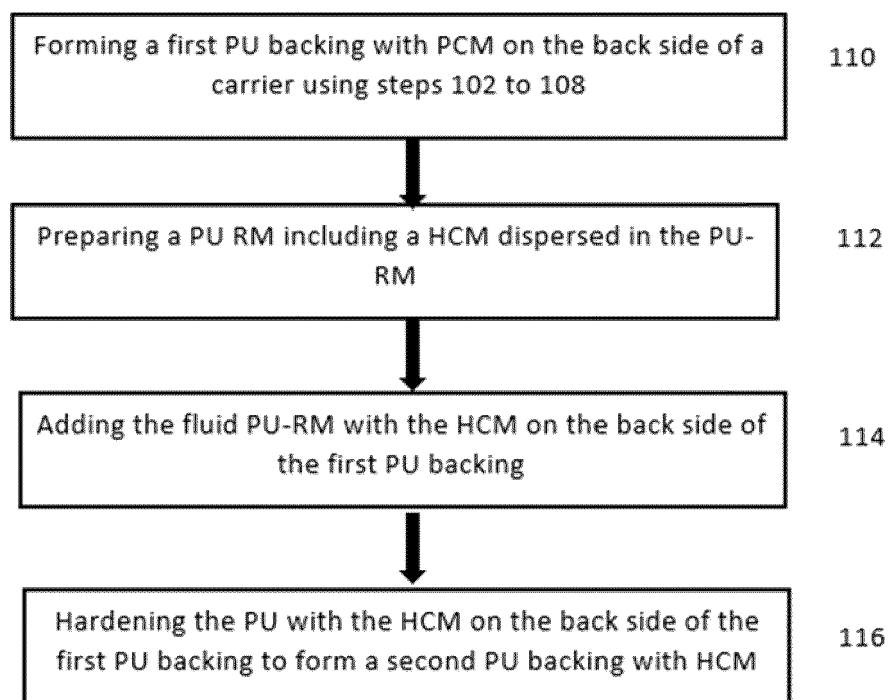 Forming a first PU backing with PCM on the back side of a
carrier using steps 102 to 108
110
Preparing a PU RM including a HCM dispersed in the PU-
RM
112
Adding the fluid PU-RM with the HCM on the back side of
the first PU backing
114
Hardening the PU with the HCM on the back side of the
first PU backing to form a second PU backing with HCM
116